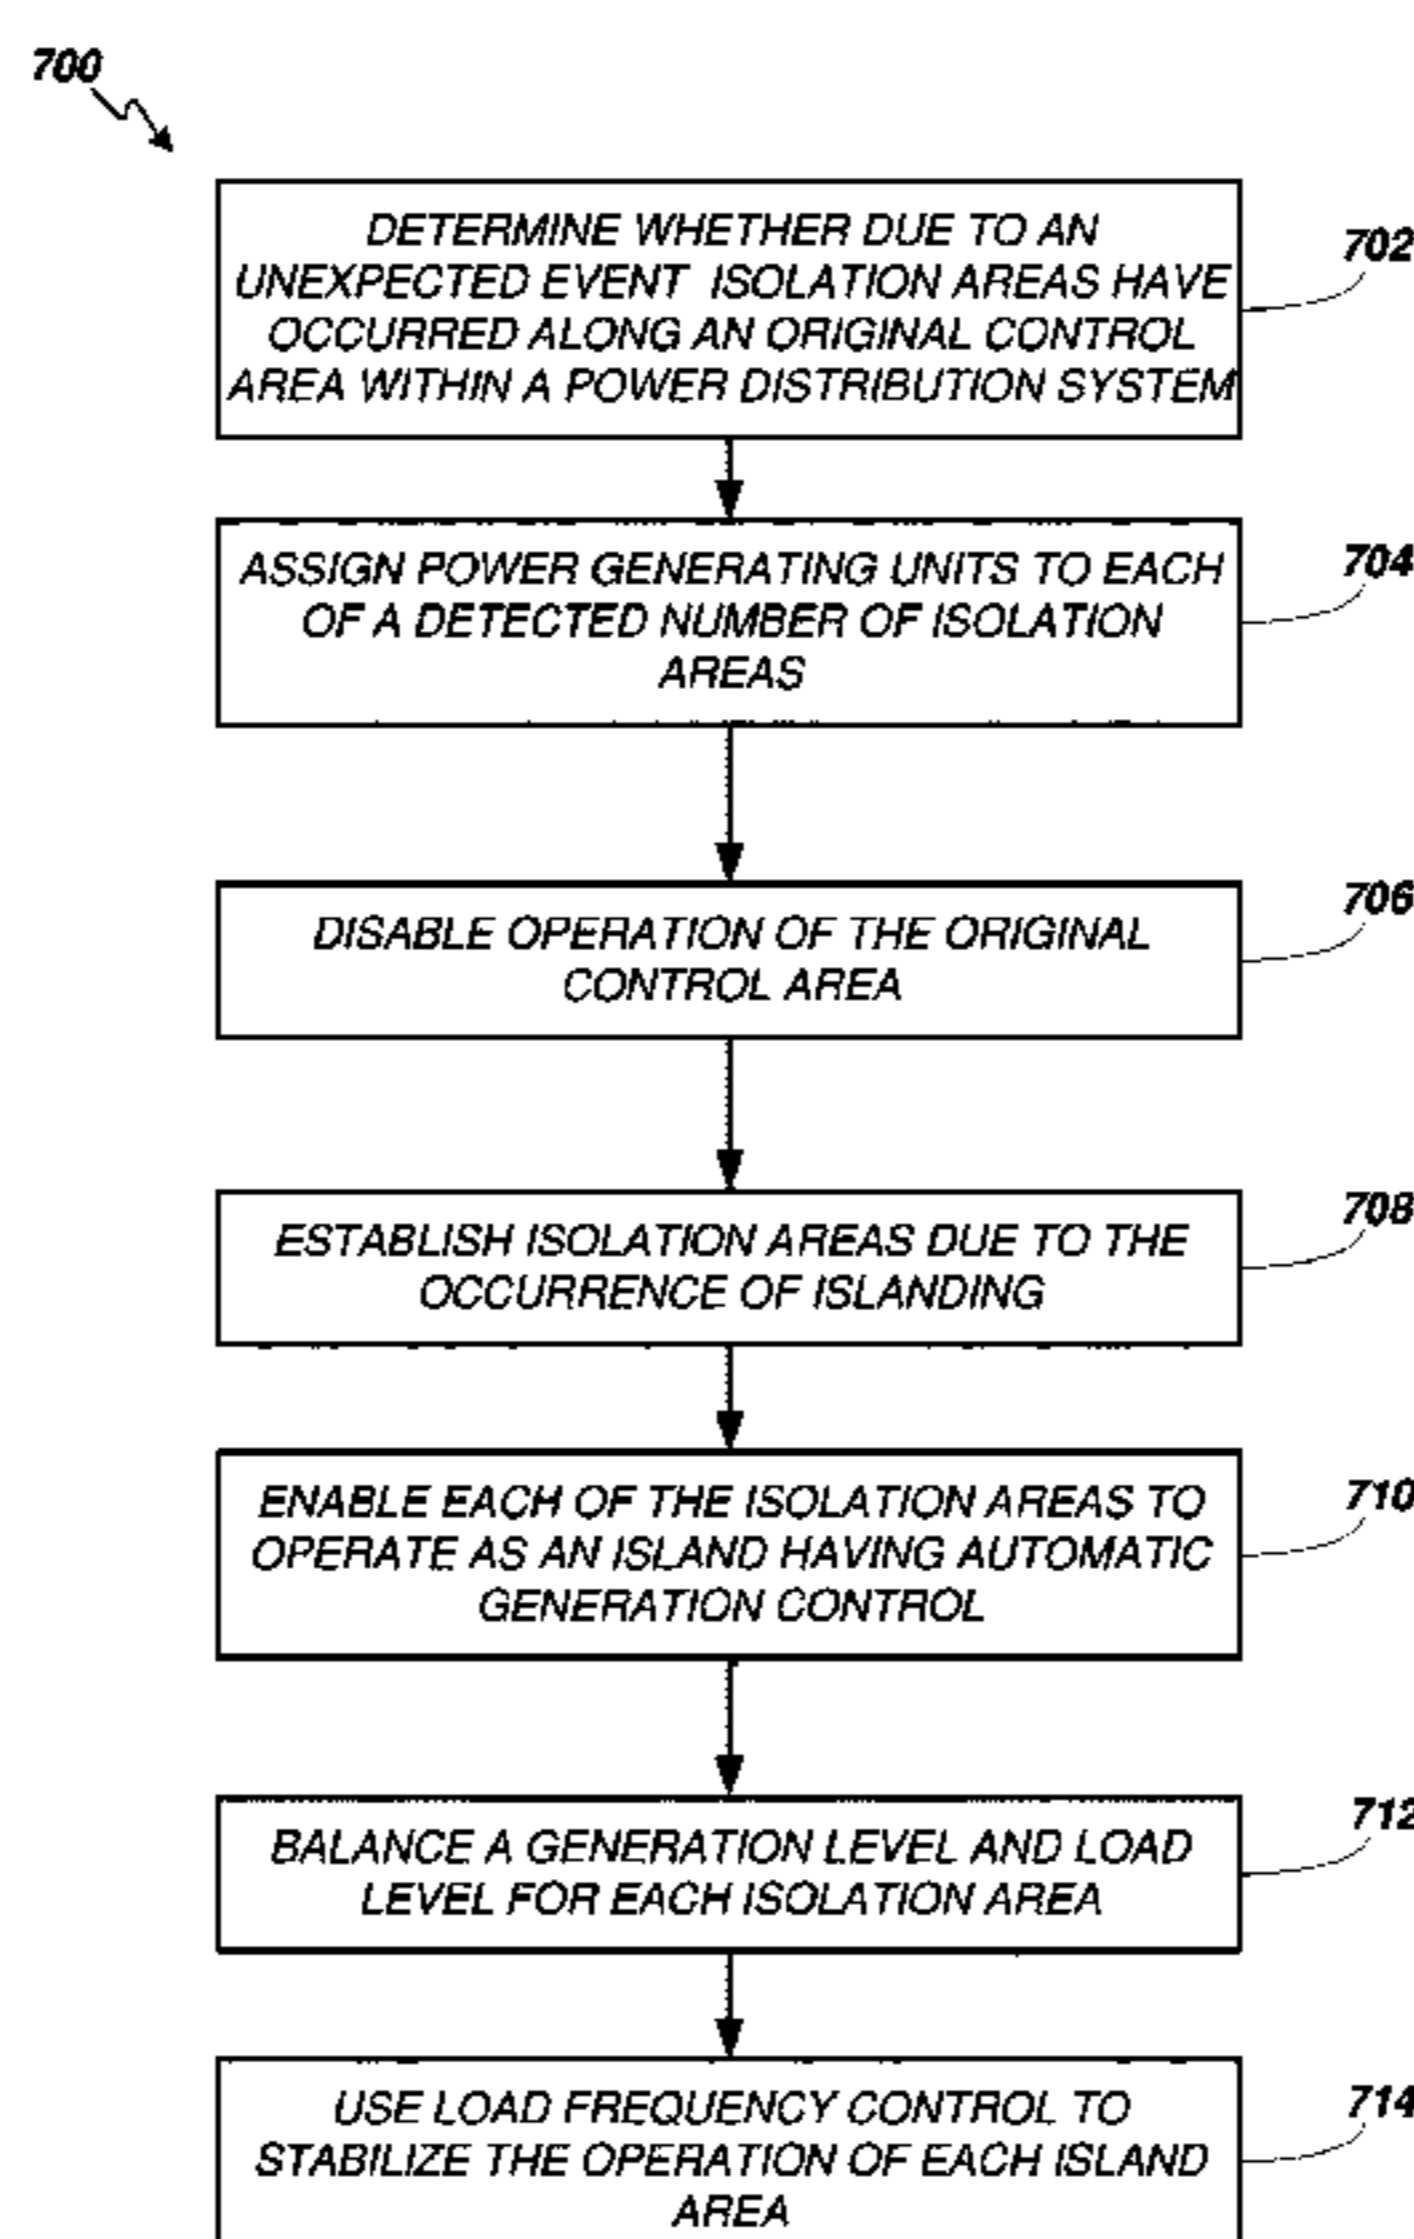 700
DETERMINE WHETHER DUE TO AN
UNEXPECTED EVENT ISOLATION AREAS HAVE
OCCURRED ALONG AN ORIGINAL CONTROL
AREA WITHIN A POWER DISTRIBUTION SYSTEM
702
ASSIGN POWER GENERATING UNITS TO EACH
OF A DETECTED NUMBER OF ISOLATION
AREAS
704
DISABLE OPERATION OF THE ORIGINAL
CONTROL AREA
706
ESTABLISH ISOLATION AREAS DUE TO THE
OCCURRENCE OF ISLANDING
708
ENABLE EACH OF THE ISOLATION AREAS TO
OPERATE AS AN ISLAND HAVING AUTOMATIC
GENERATION CONTROL
710
BALANCE A GENERATION LEVEL AND LOAD
LEVEL FOR EACH ISOLATION AREA
712
USE LOAD FREQUENCY CONTROL TO
STABILIZE THE OPERATION OF EACH ISLAND
AREA
714